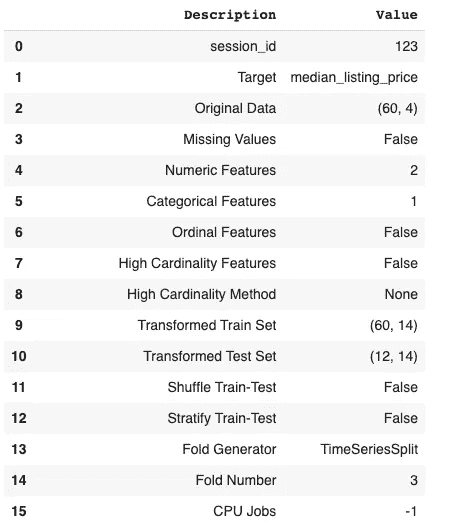 Description Value
0 session_id 123
1 Target median_listing_price
2 Original Data (60, 4)
3 Missing Values False
4 Numeric Features 2
5 Categorical Features 1
6 Ordinal Features False
7 High Cardinality Features False
8 High Cardinality Method None
9 Transformed Train Set (60, 14)
10 Transformed Test Set (12, 14)
11 Shuffle Train-Test False
12 Stratify Train-Test False
13 Fold Generator TimeSeriesSplit
14 Fold Number 3
15 CPU Jobs -1